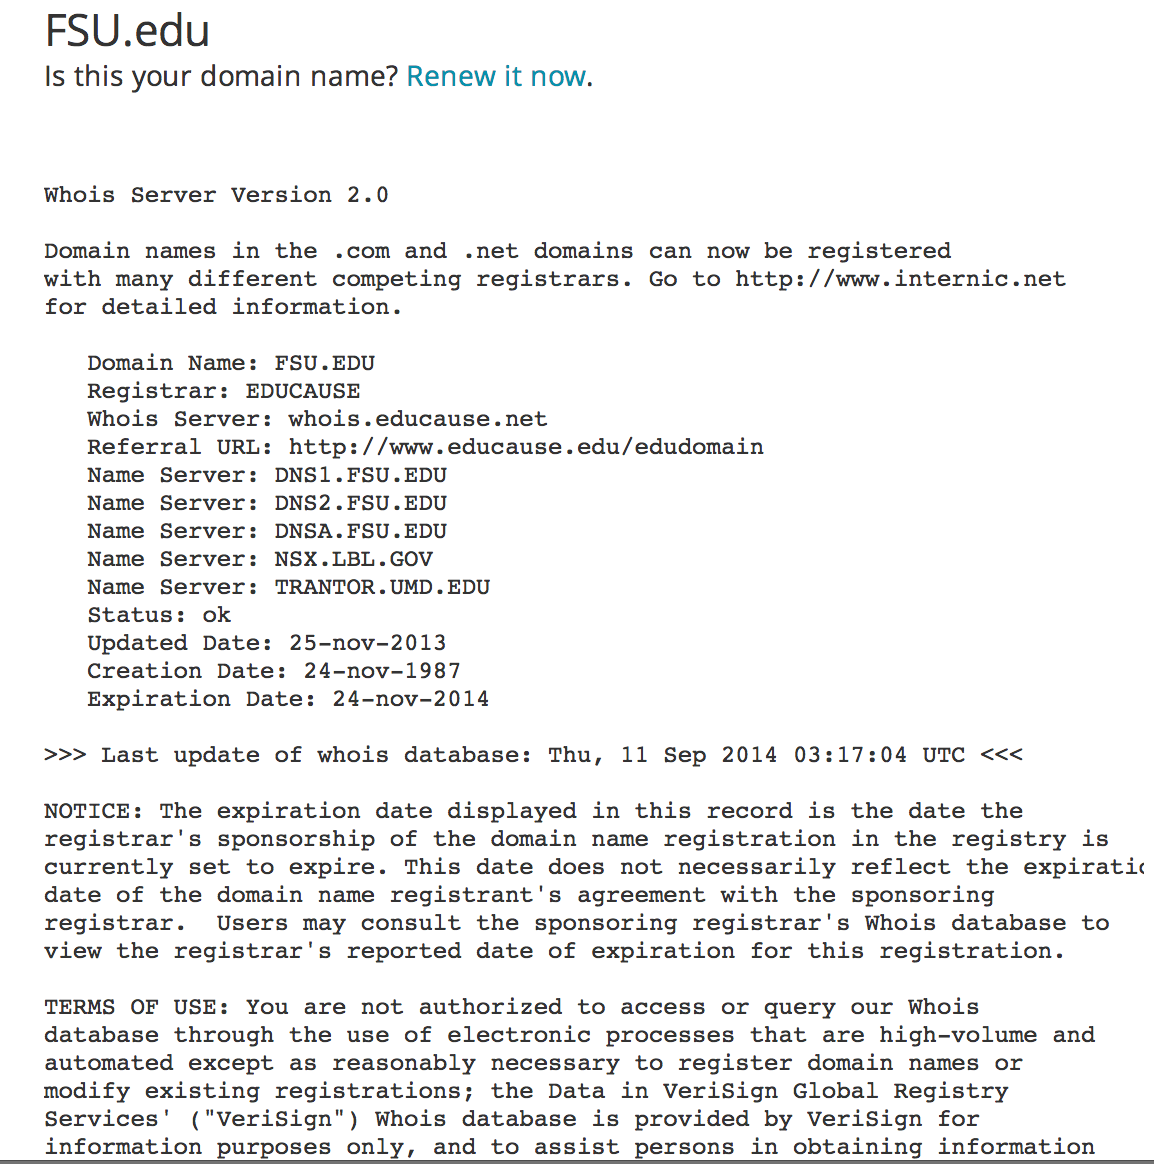 FSU.edu
Is this your domain name? Renew it now.
Whois Server Version 2.0
Domain names in the .com and .net domains can now be registered
with many different competing registrars. Go to http://www.internic.net
for detailed information.
Domain Name: FSU.EDU
Registrar: EDUCAUSE
Whois Server: whois.educause.net
Referral URL: http://www.educause.edu/edudomain
Name Server: DNS1.FSU.EDU
Name Server: DNS2.FSU.EDU
Name Server: DNSA.FSU.EDU
Name Server: NSX.LBL.GOV
Name Server: TRANTOR.UMD.EDU
Status: ok
Updated Date: 25-nov-2013
Creation Date: 24-nov-1987
Expiration Date: 24-nov-2014
>>> Last update of whois database: Thu, 11 Sep 2014 03:17:04 UTC <<<
NOTICE: The expiration date displayed in this record is the date the
registrar's sponsorship of the domain name registration in the registry is
currently set to expire. This date does not necessarily reflect the expiratic
date of the domain name registrant's agreement with the sponsoring
registrar.  Users may consult the sponsoring registrar's Whois database to
view the registrar's reported date of expiration for this registration.
TERMS OF USE: You are not authorized to access or query our Whois
database through the use of electronic processes that are high-volume and
automated except as reasonably necessary to register domain names or
modify existing registrations; the Data in VeriSign Global Registry
Services' ("VeriSign") Whois database is provided by VeriSign for
information purposes only, and to assist persons in obtaining information